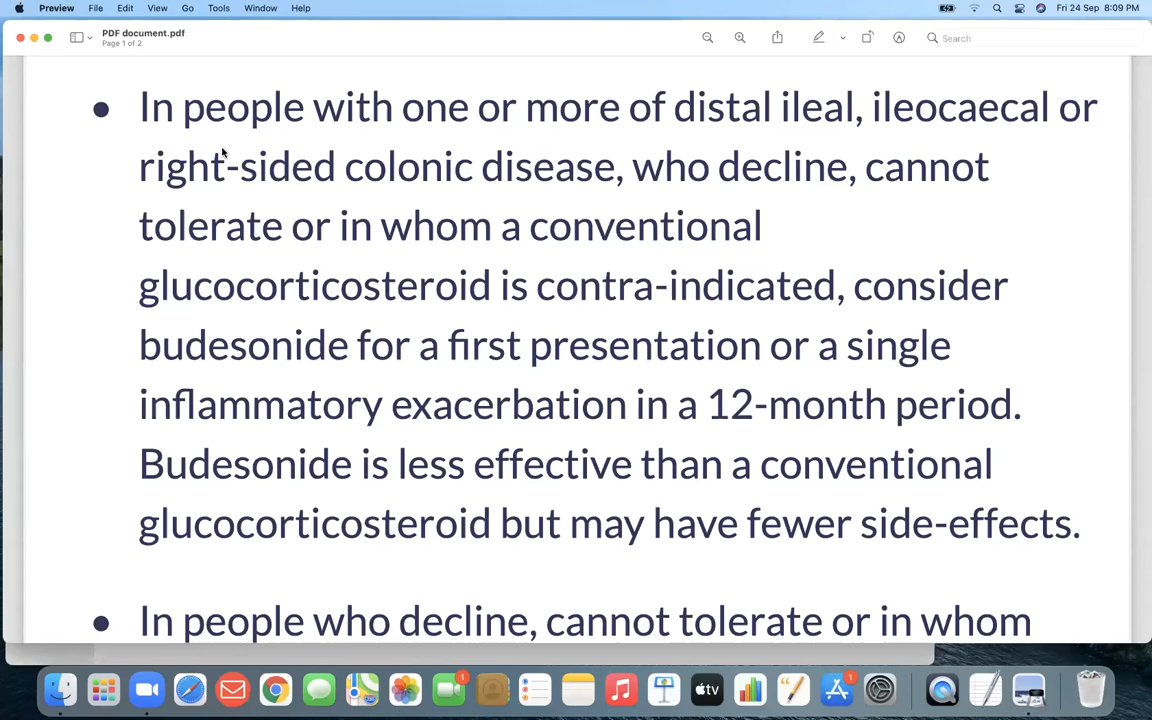 Preview File Edit View Go Tools Window Help Fri 24 Sep 8:09 PM
PDF document.pdf
Page 1 of 2
Search
• In people with one or more of distal ileal, ileocaecal or
right-sided colonic disease, who decline, cannot
tolerate or in whom a conventional
glucocorticosteroid is contra-indicated, consider
budesonide for a first presentation or a single
inflammatory exacerbation in a 12-month period.
Budesonide is less effective than a conventional
glucocorticosteroid but may have fewer side-effects.
• In people who decline, cannot tolerate or in whom
1
tv
1